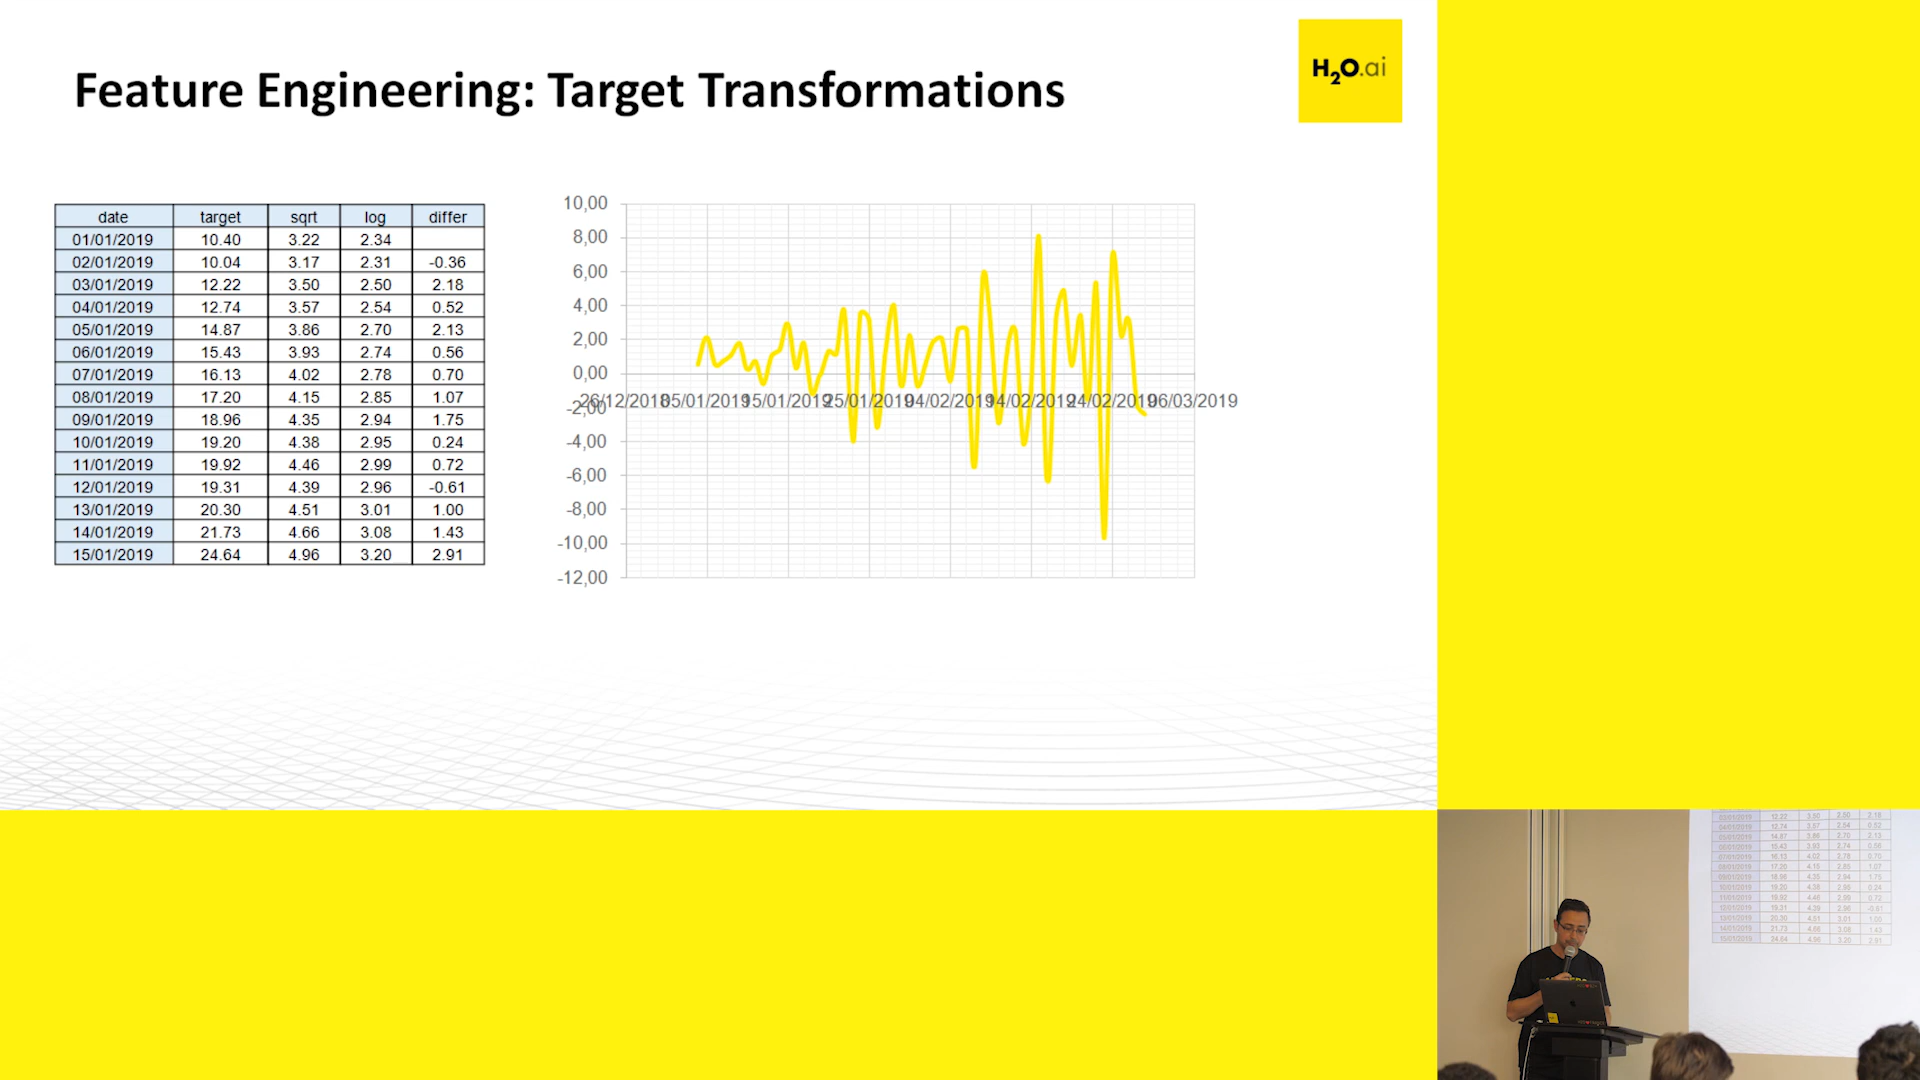 H2O.ai
Feature Engineering: Target Transformations
date target sqrt log differ
01/01/2019 10.40 3.22 2.34
02/01/2019 10.04 3.17 2.31 -0.36
03/01/2019 12.22 3.50 2.50 2.18
04/01/2019 12.74 3.57 2.54 0.52
05/01/2019 14.87 3.86 2.70 2.13
06/01/2019 15.43 3.93 2.74 0.56
07/01/2019 16.13 4.02 2.78 0.70
08/01/2019 17.20 4.15 2.85 1.07
09/01/2019 18.96 4.35 2.94 1.75
10/01/2019 19.20 4.38 2.95 0.24
11/01/2019 19.92 4.46 2.99 0.72
12/01/2019 19.31 4.39 2.96 -0.61
13/01/2019 20.30 4.51 3.01 1.00
14/01/2019 21.73 4.66 3.08 1.43
15/01/2019 24.64 4.96 3.20 2.91
10,00
8,00
6,00
4,00
2,00
0,00
-2,00
-4,00
-6,00
-8,00
-10,00
-12,00
26/12/2018 05/01/2019 15/01/2019 25/01/2019 04/02/2019 14/02/2019 24/02/2019 06/03/2019